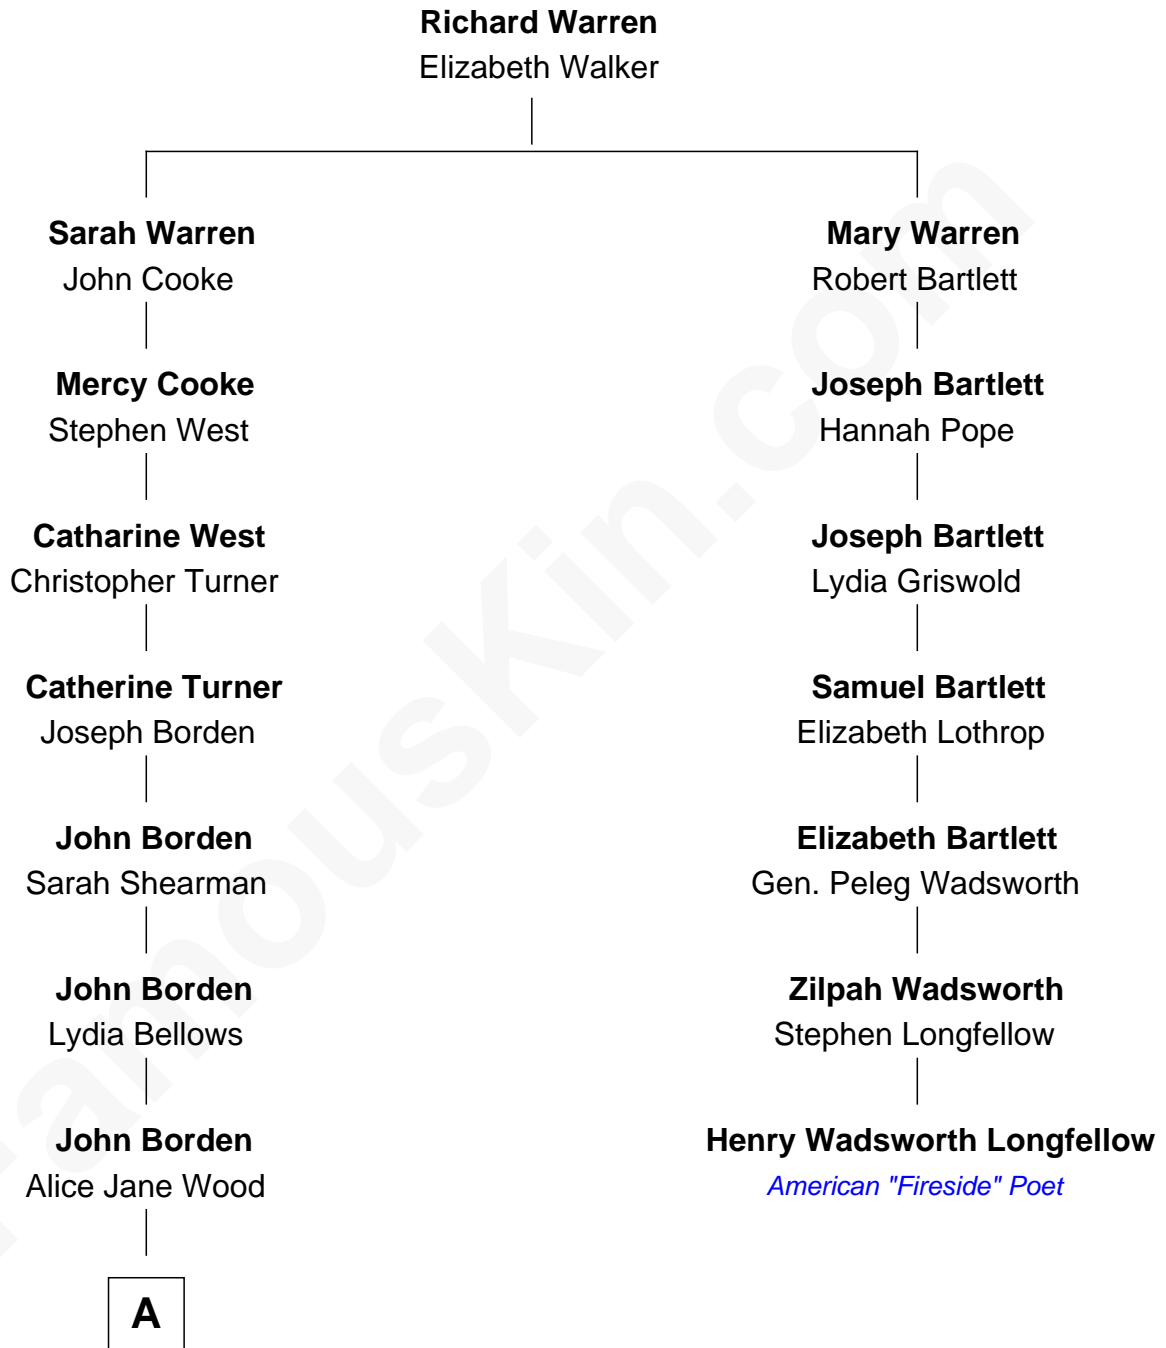 Richard Warren
Elizabeth Walker
Sarah Warren
John Cooke
Mary Warren
Robert Bartlett
Mercy Cooke
Stephen West
Joseph Bartlett
Hannah Pope
Catharine West
Christopher Turner
Joseph Bartlett
Lydia Griswold
Catherine Turner
Joseph Borden
Samuel Bartlett
Elizabeth Lothrop
John Borden
Sarah Shearman
Elizabeth Bartlett
Gen. Peleg Wadsworth
John Borden
Lydia Bellows
Zilpah Wadsworth
Stephen Longfellow
John Borden
Alice Jane Wood
Henry Wadsworth Longfellow
American "Fireside" Poet
A
FamousKin.com